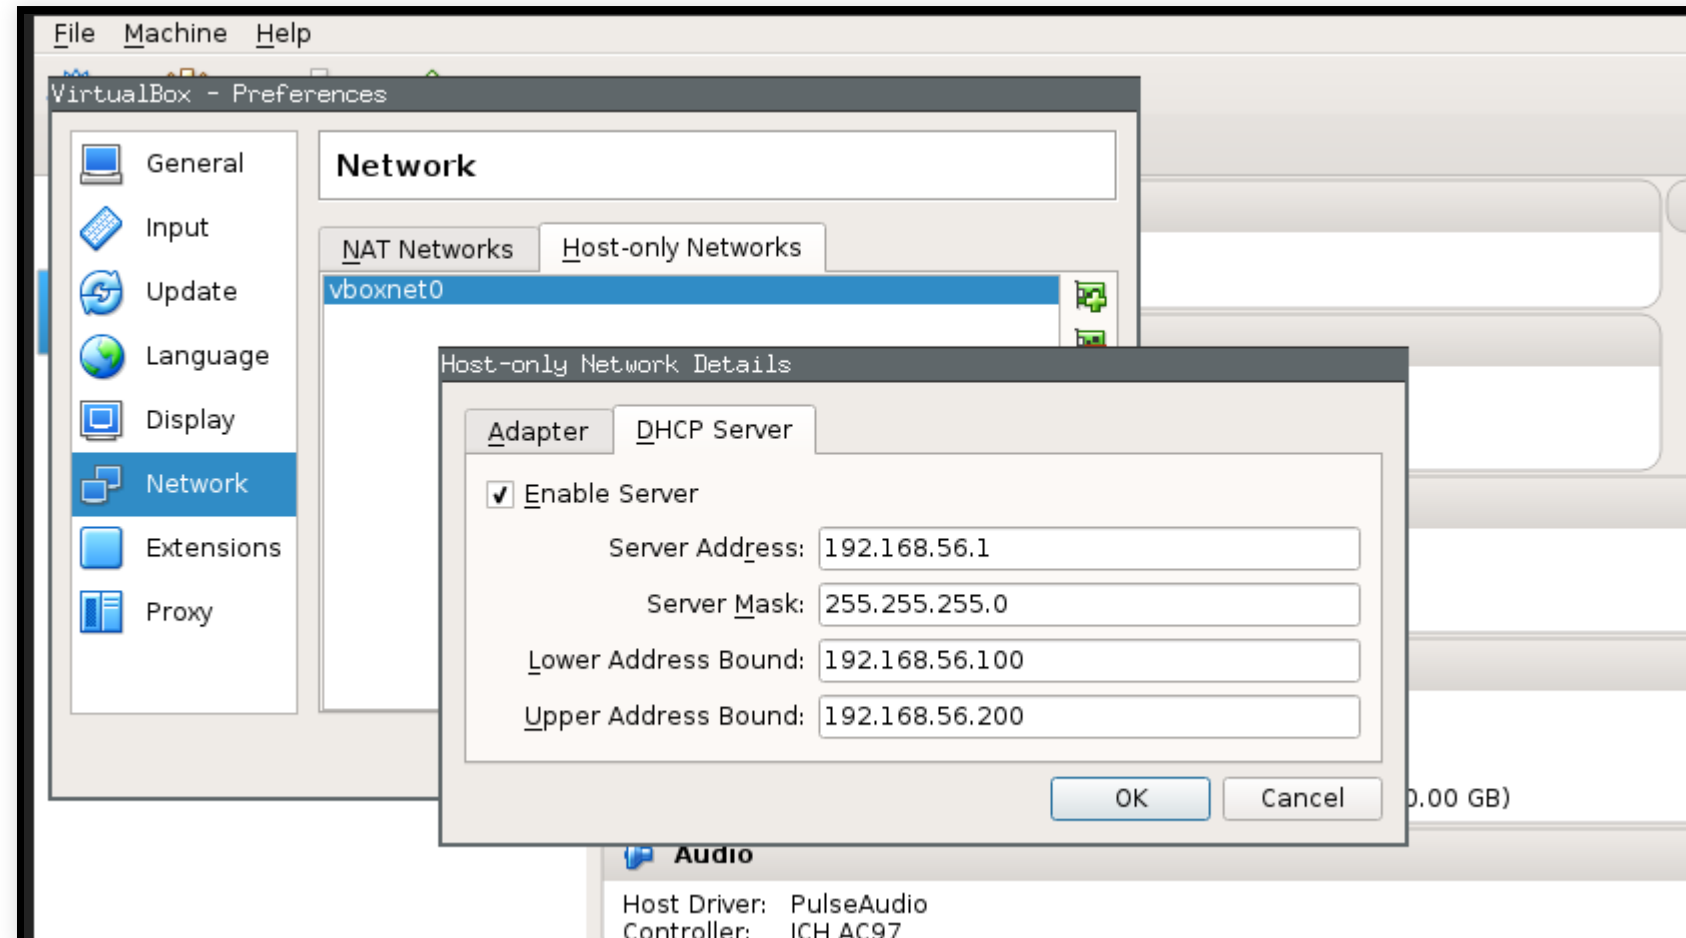 File Machine Help
VirtualBox - Preferences
General
Input
Update
Language
Display
Network
Extensions
Proxy
Network
NAT Networks Host-only Networks
vboxnet0
Host-only Network Details
Adapter DHCP Server
Enable Server
Server Address: 192.168.56.1
Server Mask: 255.255.255.0
Lower Address Bound: 192.168.56.100
Upper Address Bound: 192.168.56.200
OK Cancel
0.00 GB)
Audio
Host Driver: PulseAudio
Controller: ICH AC97